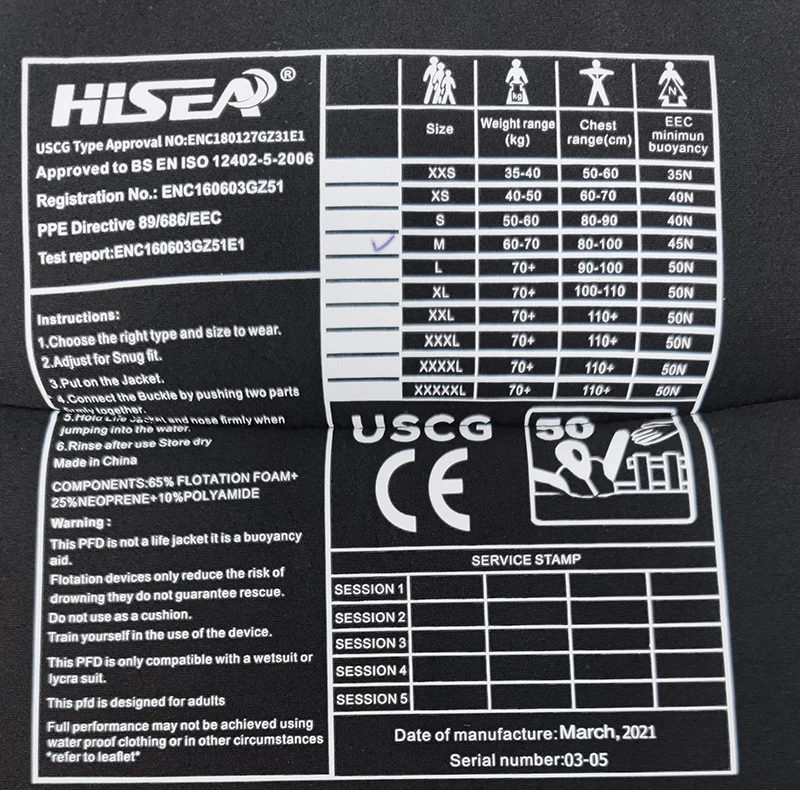 HISEA®
USCG Type Approval NO:ENC180127GZ31E1
Approved to BS EN ISO 12402-5-2006
Registration No.: ENC160603GZ51
PPE Directive 89/686/EEC
Test report:ENC160603GZ51E1
Instructions:
1.Choose the right type and size to wear.
2.Adjust for Snug fit.
3.Put on the Jacket.
4.Connect the Buckle by pushing two parts
firmly together.
5.Hold Life Jacket and nose firmly when
jumping into the water.
6.Rinse after use Store dry
Made in China
COMPONENTS:65% FLOTATION FOAM+
25%NEOPRENE+10%POLYAMIDE
Warning :
This PFD is not a life jacket it is a buoyancy
aid.
Flotation devices only reduce the risk of
drowning they do not guarantee rescue.
Do not use as a cushion.
Train yourself in the use of the device.
This PFD is only compatible with a wetsuit or
lycra suit.
This pfd is designed for adults
Full performance may not be achieved using
water proof clothing or in other circumstances
*refer to leaflet*
kg N
Size Weight range (kg) Chest range(cm) EEC minimun buoyancy
XXS 35-40 50-60 35N
XS 40-50 60-70 40N
S 50-60 80-90 40N
M 60-70 80-100 45N
L 70+ 90-100 50N
XL 70+ 100-110 50N
XXL 70+ 110+ 50N
XXXL 70+ 110+ 50N
XXXXL 70+ 110+ 50N
XXXXXL 70+ 110+ 50N
USCG 50
CE
SERVICE STAMP
SESSION 1
SESSION 2
SESSION 3
SESSION 4
SESSION 5
Date of manufacture:March,2021
Serial number:03-05